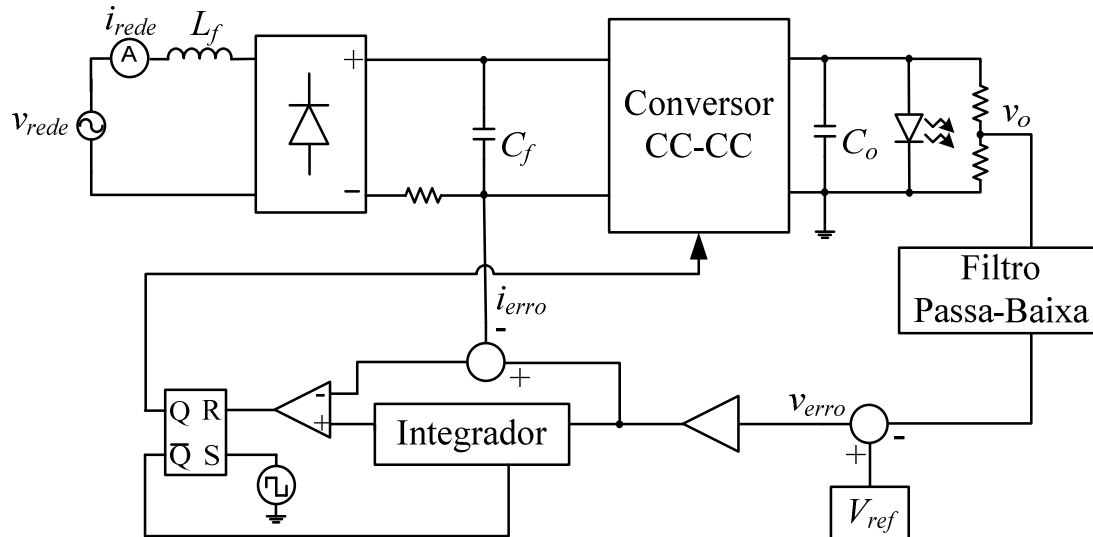 i_rede
L_f
A
v_rede
+
-
C_f
Conversor
CC-CC
C_o
v_o
Filtro
Passa-Baixa
i_erro
-
+
Q R
Q̅ S
-
+
Integrador
v_erro
-
+
V_ref